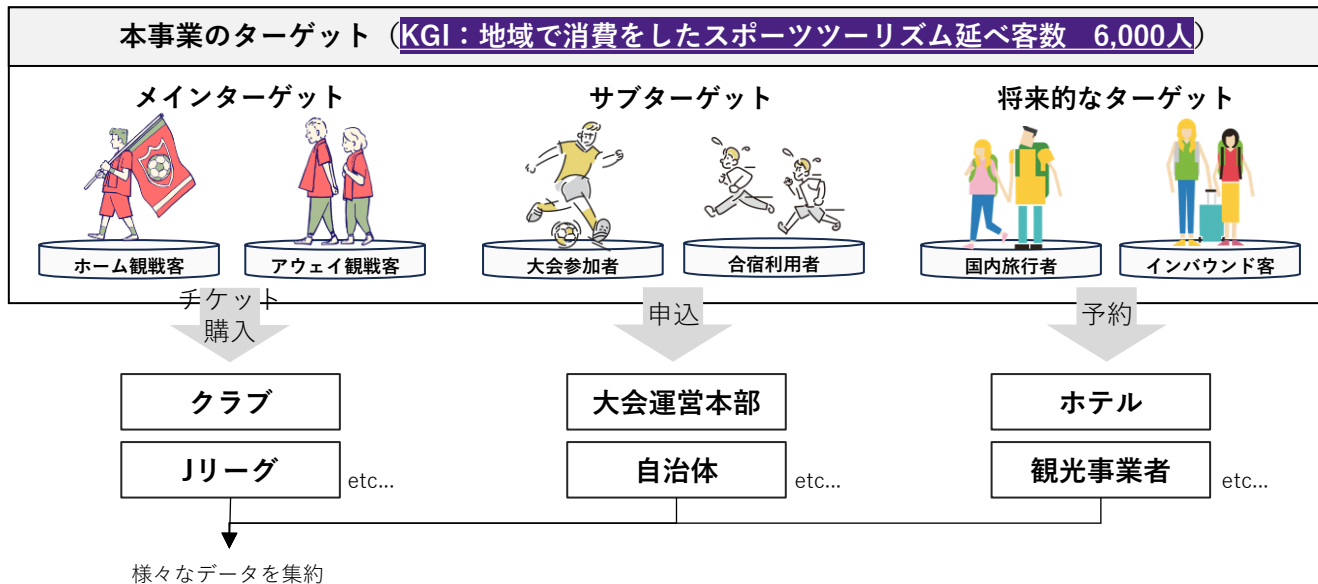 本事業のターゲット（KGI：地域で消費をしたスポーツツーリズム延べ客数　6,000人）
メインターゲット
サブターゲット
将来的なターゲット
ホーム観戦客
アウェイ観戦客
大会参加者
合宿利用者
国内旅行者
インバウンド客
チケット
購入
申込
予約
クラブ
大会運営本部
ホテル
Jリーグ
etc...
自治体
etc...
観光事業者
etc...
様々なデータを集約